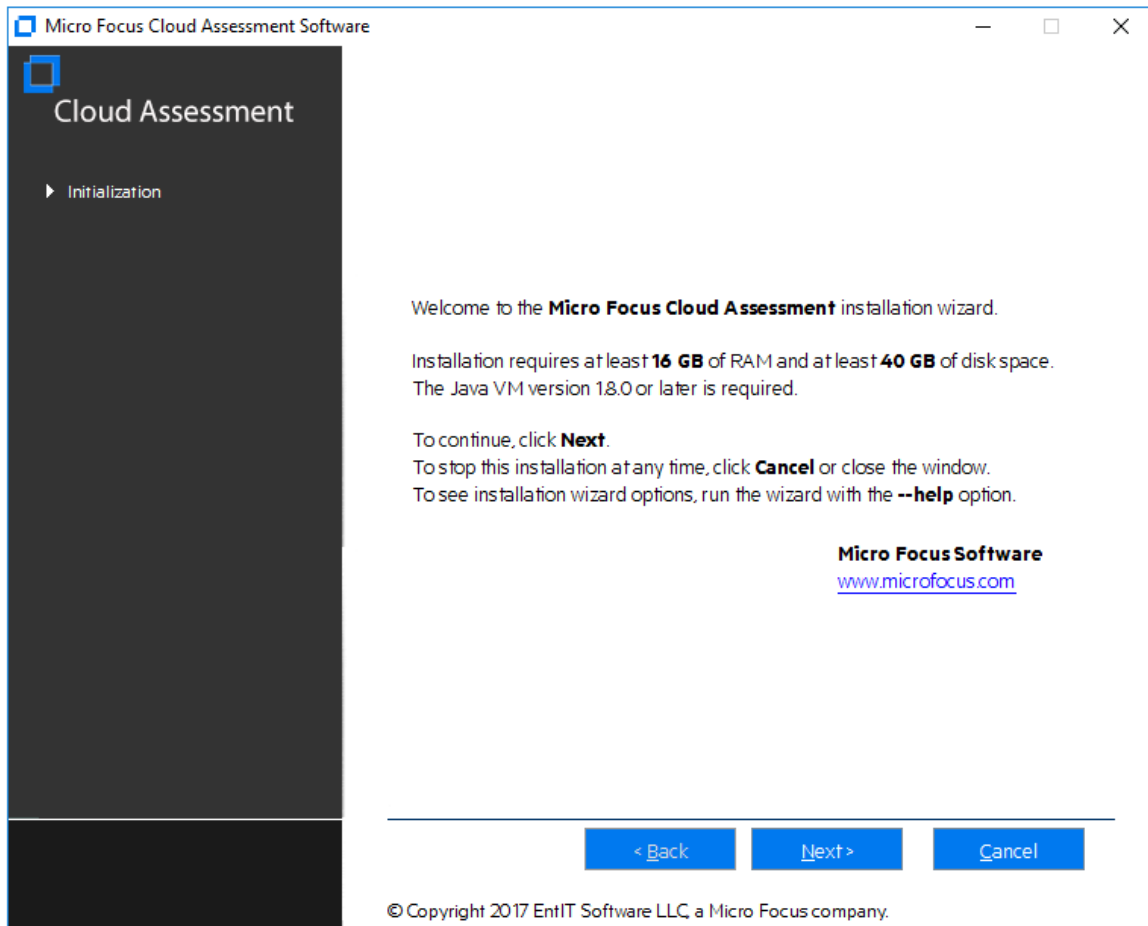 Micro Focus Cloud Assessment Software
Cloud Assessment
Initialization
Welcome to the Micro Focus Cloud Assessment installation wizard.
Installation requires at least 16 GB of RAM and at least 40 GB of disk space.
The Java VM version 1.8.0 or later is required.
To continue, click Next.
To stop this installation at any time, click Cancel or close the window.
To see installation wizard options, run the wizard with the --help option.
Micro Focus Software
www.microfocus.com
< Back Next > Cancel
© Copyright 2017 EntIT Software LLC, a Micro Focus company.